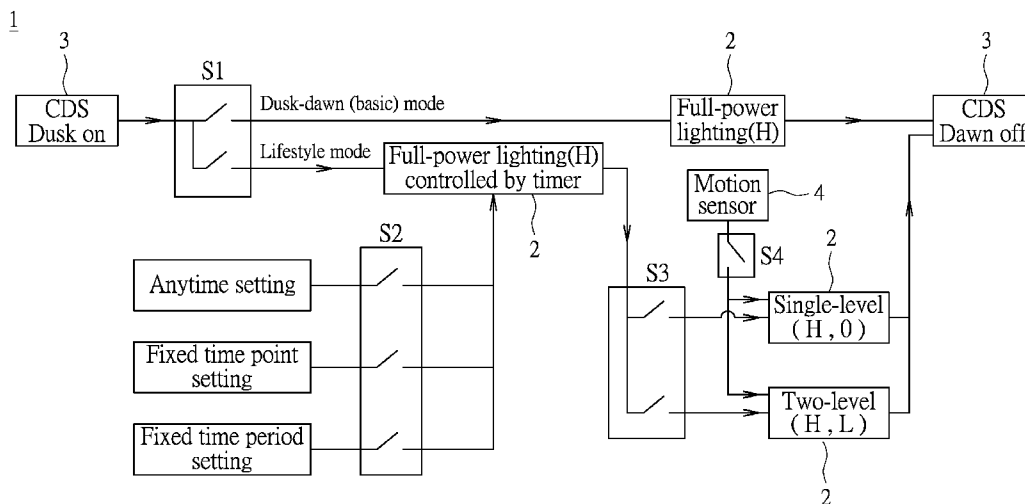 1
3
CDS
Dusk on
S1
Dusk-dawn (basic) mode
Lifestyle mode
2
Full-power
lighting(H)
3
CDS
Dawn off
Full-power lighting(H)
controlled by timer
2
Motion
sensor
4
S4
S2
Anytime setting
Fixed time point
setting
Fixed time period
setting
S3
2
Single-level
(H,0)
Two-level
(H,L)
2